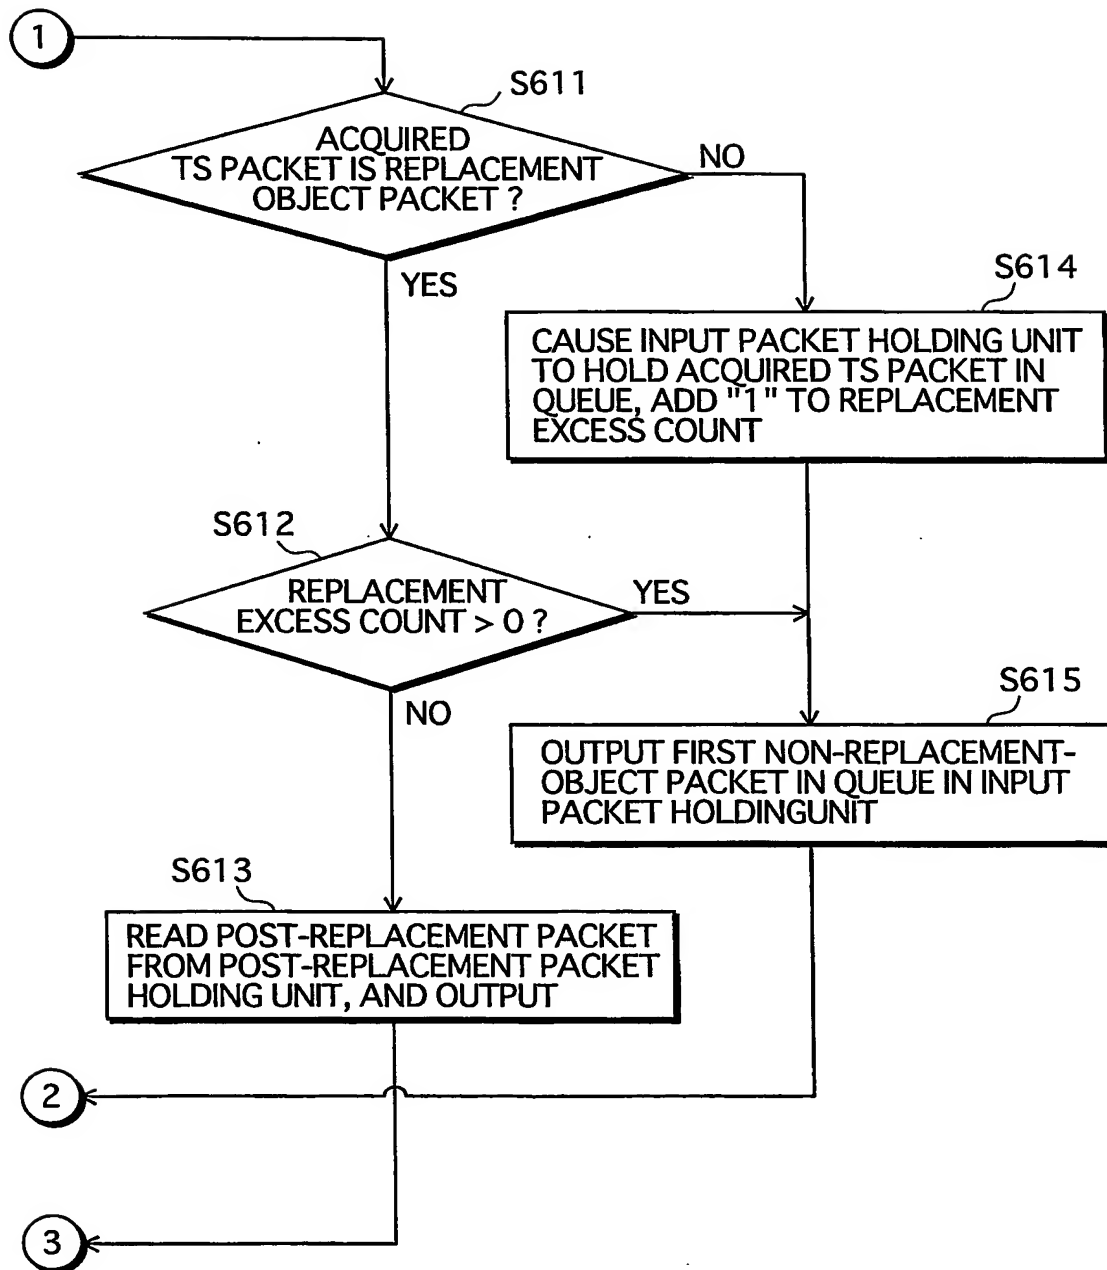 1
S611
ACQUIRED
TS PACKET IS REPLACEMENT
OBJECT PACKET ?
NO
YES
S614
CAUSE INPUT PACKET HOLDING UNIT
TO HOLD ACQUIRED TS PACKET IN
QUEUE, ADD "1" TO REPLACEMENT
EXCESS COUNT
S612
REPLACEMENT
EXCESS COUNT > 0 ?
YES
NO
S615
OUTPUT FIRST NON-REPLACEMENT-
OBJECT PACKET IN QUEUE IN INPUT
PACKET HOLDINGUNIT
S613
READ POST-REPLACEMENT PACKET
FROM POST-REPLACEMENT PACKET
HOLDING UNIT, AND OUTPUT
2
3